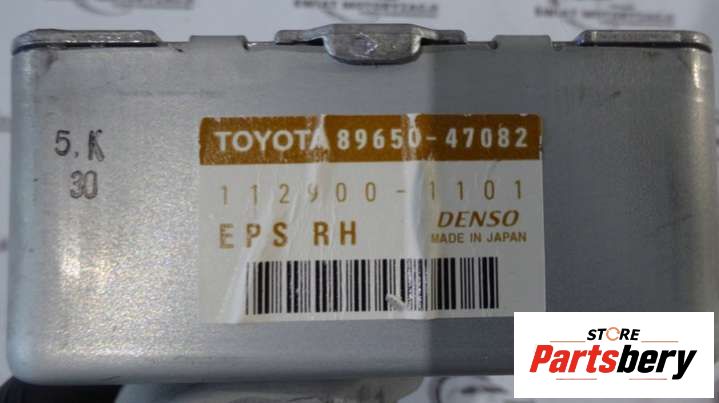 5.K
30
TOYOTA 89650-47082
112900-1101
DENSO
EPS RH
MADE IN JAPAN
STORE
Partsbery